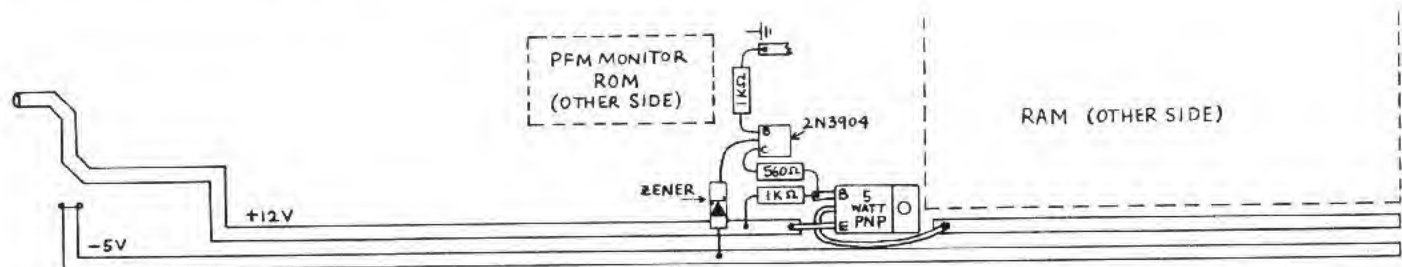 PFM MONITOR
ROM
(OTHER SIDE)
1KΩ
B
C
2N3904
560Ω
1KΩ
ZENER
B
5
WATT
PNP
E
RAM (OTHER SIDE)
+12V
-5V